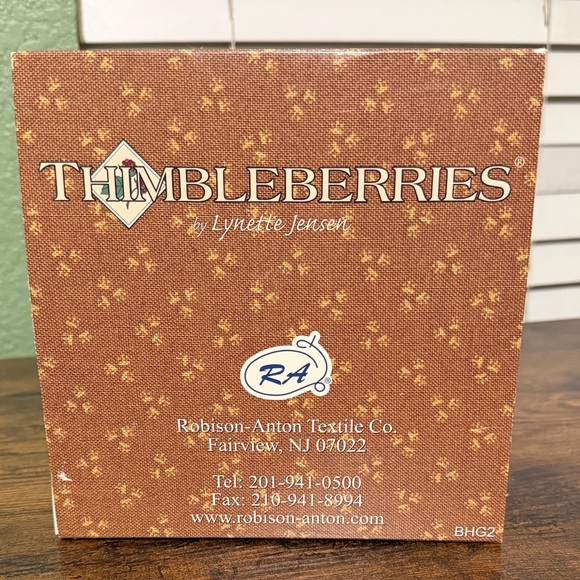 THIMBLEBERRIES®
by Lynette Jensen
RA®
Robison-Anton Textile Co.
Fairview, NJ 07022
Tel: 201-941-0500
Fax: 210-941-8994
www.robison-anton.com
BHG2